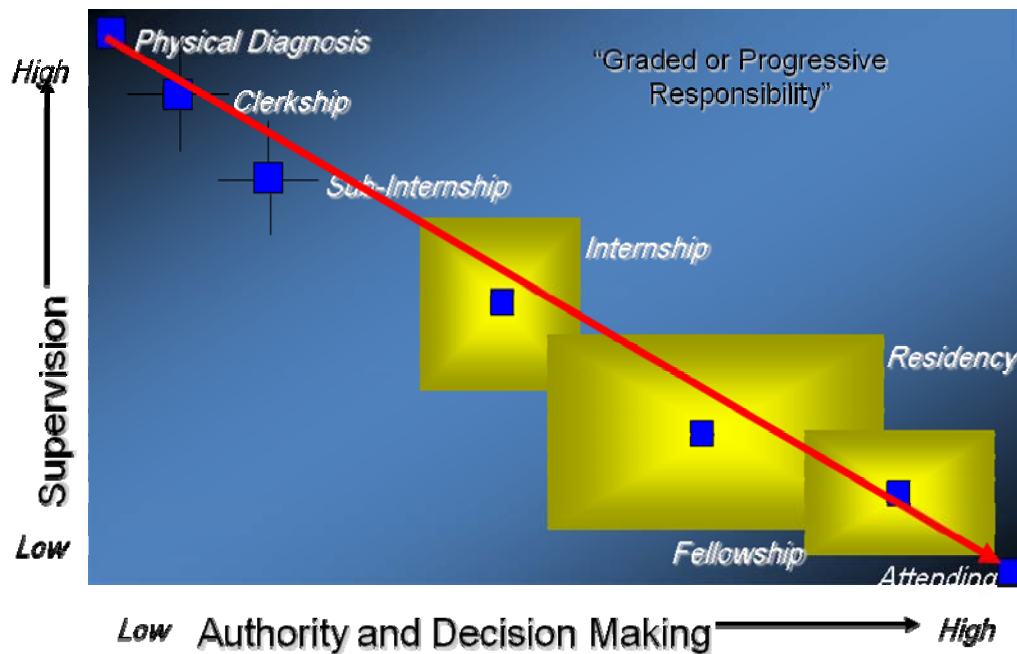 Physical Diagnosis
“Graded or Progressive
Responsibility”
High
Clerkship
Sub-Internship
Internship
Residency
Supervision
Low
Fellowship
Attending
Low Authority and Decision Making High